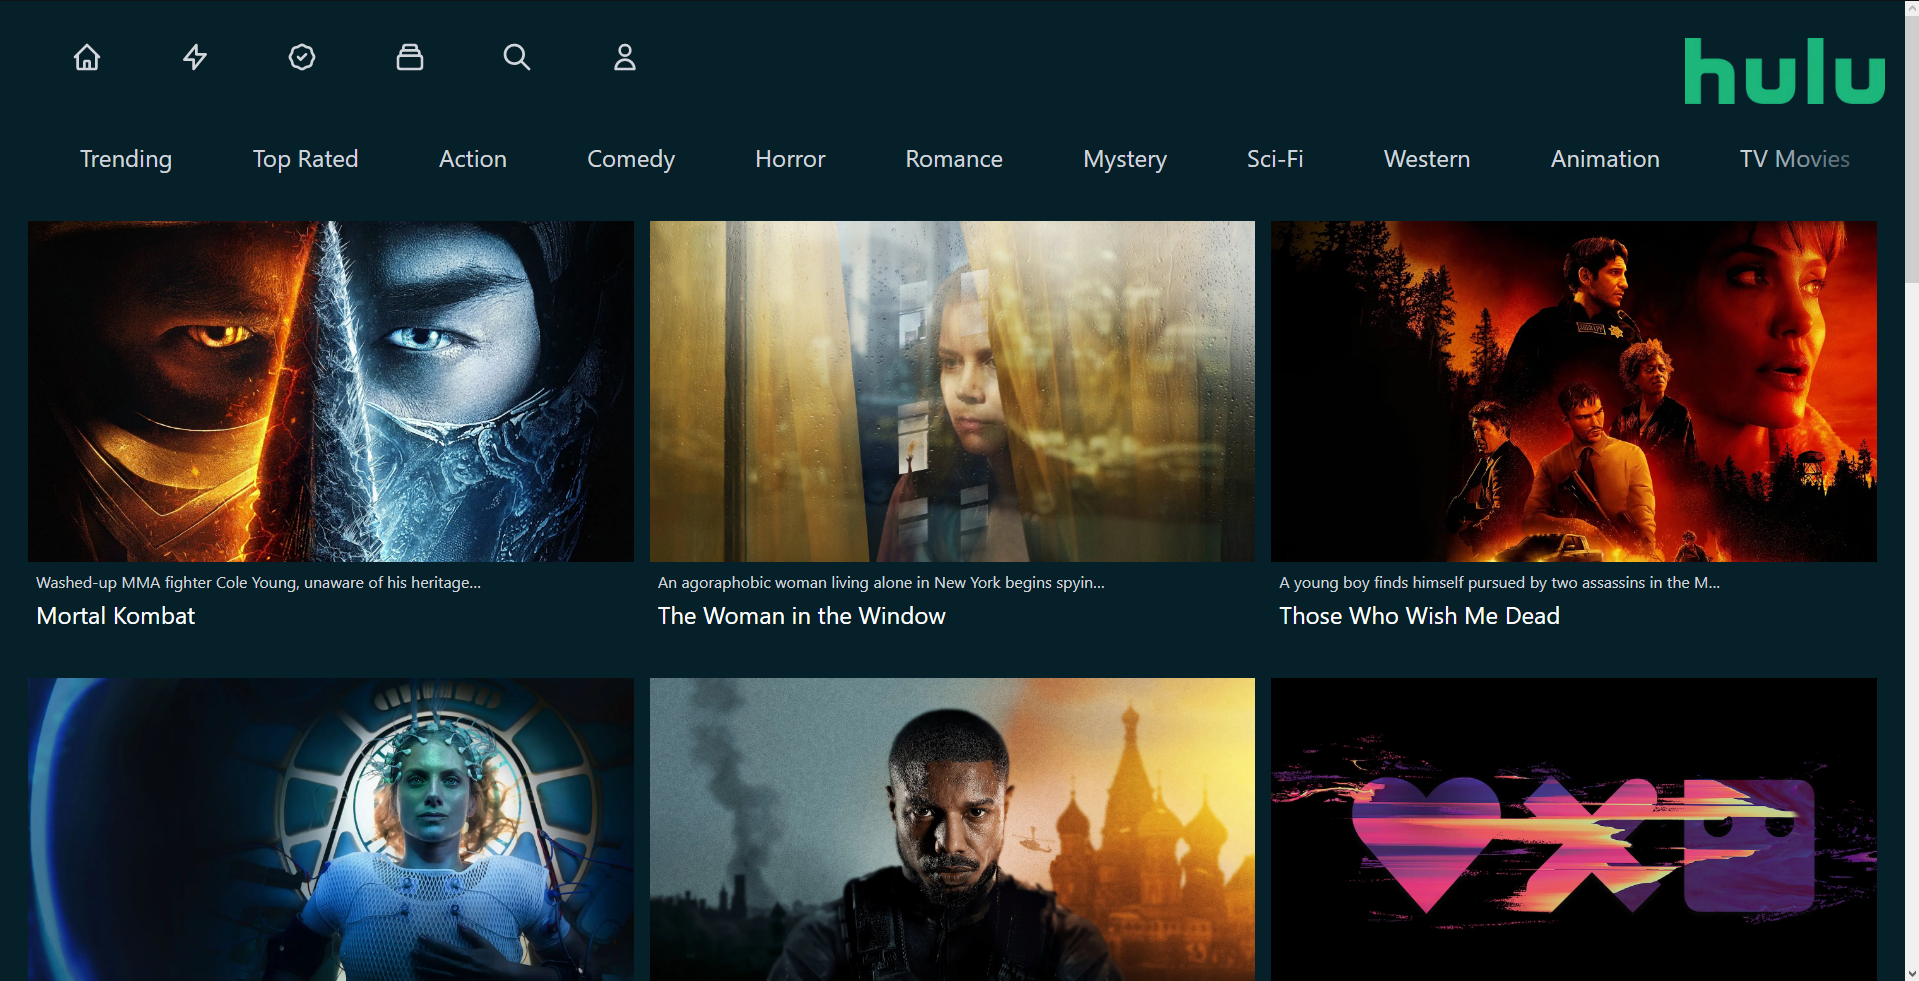 hulu
Trending Top Rated Action Comedy Horror Romance Mystery Sci-Fi Western Animation TV Movies
SHERIFF
Washed-up MMA fighter Cole Young, unaware of his heritage...
Mortal Kombat
An agoraphobic woman living alone in New York begins spyin...
The Woman in the Window
A young boy finds himself pursued by two assassins in the M...
Those Who Wish Me Dead